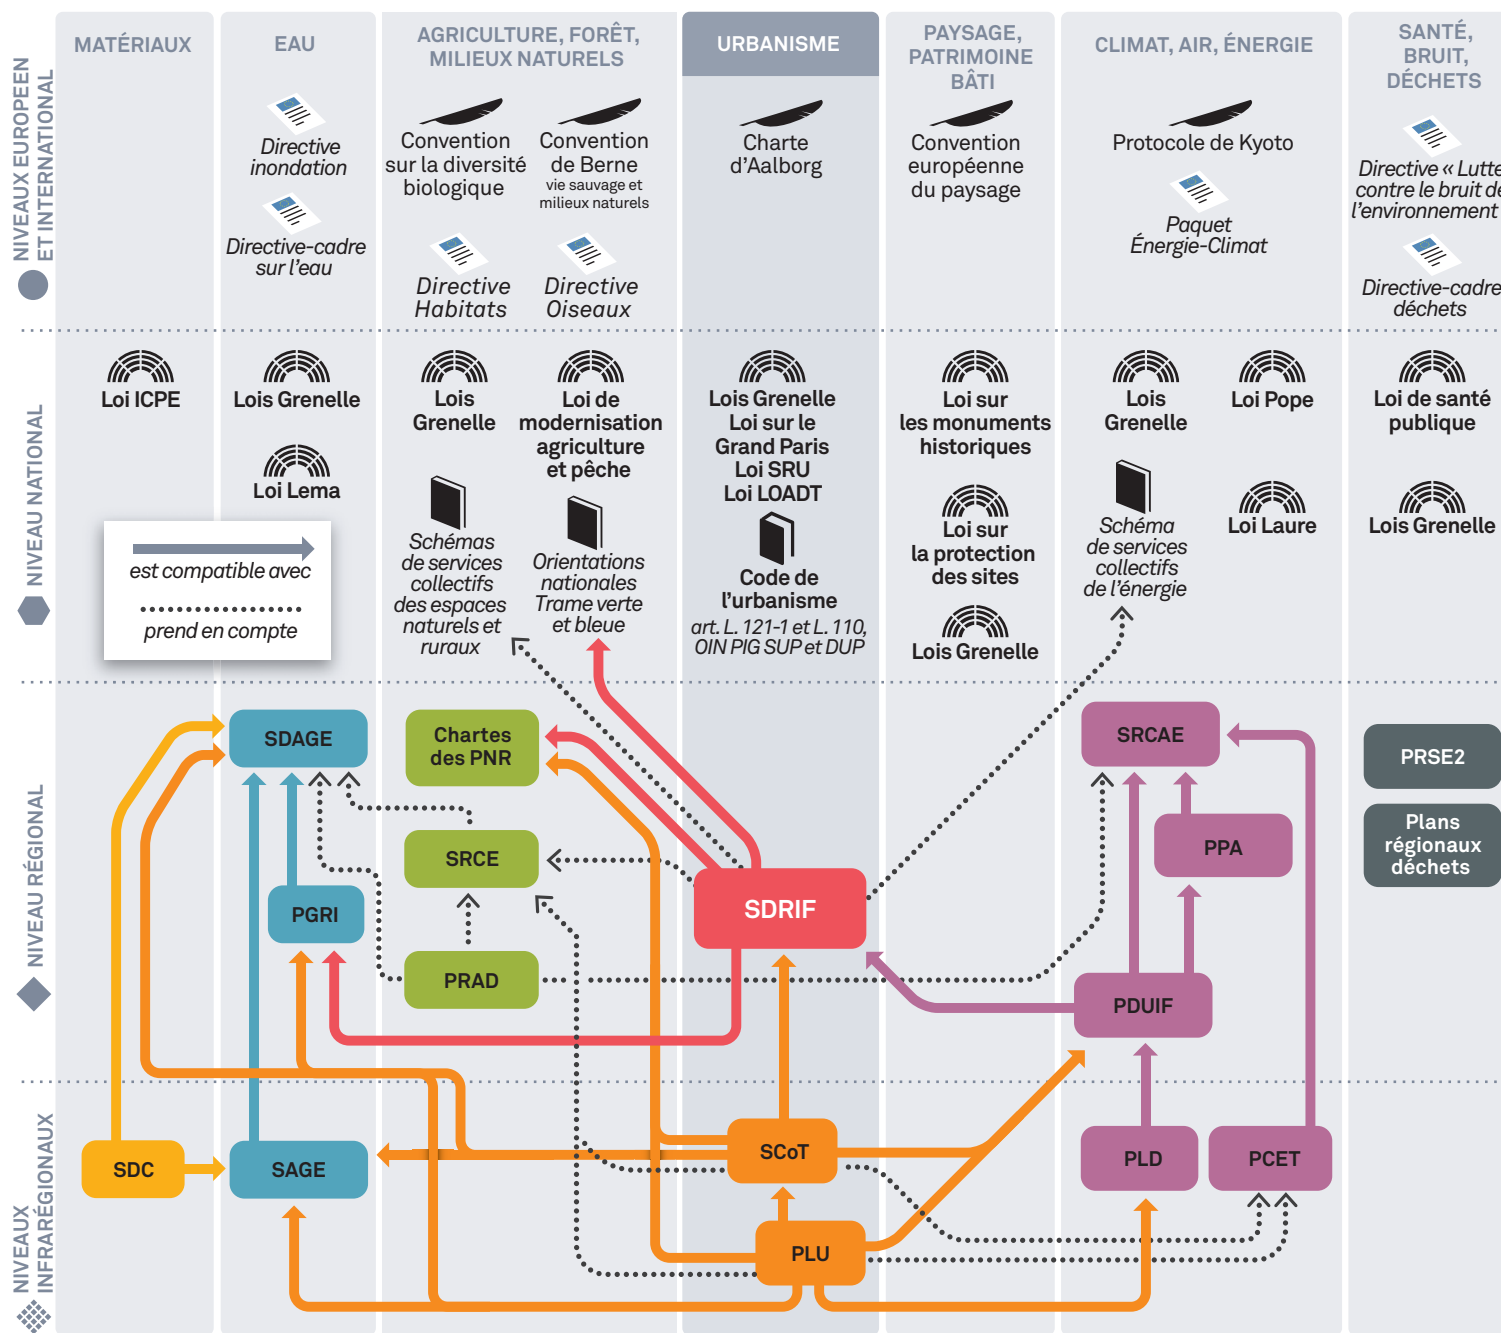 MATÉRIAUX
EAU
AGRICULTURE, FORÊT,
MILIEUX NATURELS
URBANISME
PAYSAGE,
PATRIMOINE
BÂTI
CLIMAT, AIR, ÉNERGIE
SANTÉ,
BRUIT,
DÉCHETS
NIVEAUX EUROPÉEN
ET INTERNATIONAL
Directive
inondation
Directive-cadre
sur l'eau
Convention
sur la diversité
biologique
Convention
de Berne
vie sauvage et
milieux naturels
Directive
Habitats
Directive
Oiseaux
Charte
d'Aalborg
Convention
européenne
du paysage
Protocole de Kyoto
Paquet
Énergie-Climat
Directive « Lutte
contre le bruit de
l'environnement
Directive-cadre
déchets
NIVEAU NATIONAL
Loi ICPE
Lois Grenelle
Loi Lema
Lois
Grenelle
Loi de
modernisation
agriculture
et pêche
Schémas
de services
collectifs
des espaces
naturels et
ruraux
Orientations
nationales
Trame verte
et bleue
Lois Grenelle
Loi sur le
Grand Paris
Loi SRU
Loi LOADT
Code de
l'urbanisme
art. L. 121-1 et L. 110,
OIN PIG SUP et DUP
Loi sur
les monuments
historiques
Loi sur
la protection
des sites
Lois Grenelle
Lois
Grenelle
Loi Pope
Schéma
de services
collectifs
de l'énergie
Loi Laure
Loi de santé
publique
Lois Grenelle
est compatible avec
prend en compte
NIVEAU RÉGIONAL
SDAGE
Chartes
des PNR
SRCAE
PRSE2
SRCE
PPA
Plans
régionaux
déchets
PGRI
SDRIF
PRAD
PDUIF
NIVEAUX
INFRARÉGIONAUX
SDC
SAGE
SCoT
PLD
PCET
PLU